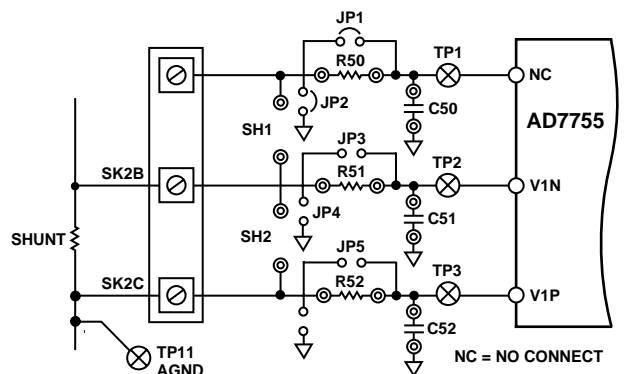 JP1
R50
TP1
NC
JP2
C50
AD7755
SH1
JP3
TP2
SK2B
R51
V1N
JP4
C51
SHUNT
SH2
JP5
TP3
SK2C
R52
V1P
C52
TP11
AGND
NC = NO CONNECT